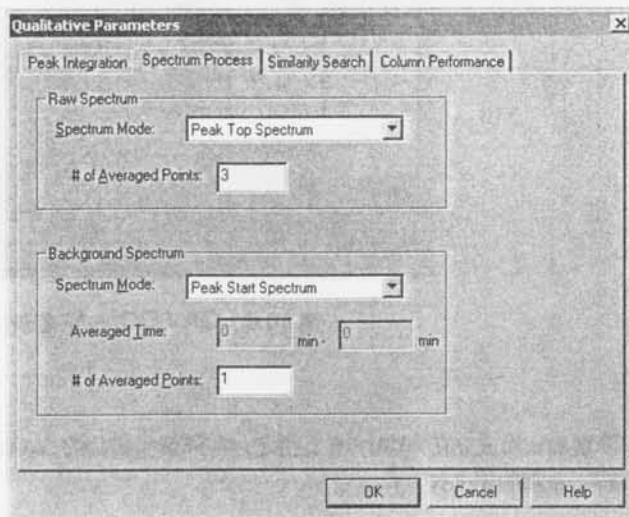 Qualitative Parameters
Peak Integration Spectrum Process Similarity Search Column Performance
Raw Spectrum
Spectrum Mode: Peak Top Spectrum
# of Averaged Points: 3
Background Spectrum
Spectrum Mode: Peak Start Spectrum
Averaged Time: 0 min - 0 min
# of Averaged Points: 1
OK Cancel Help